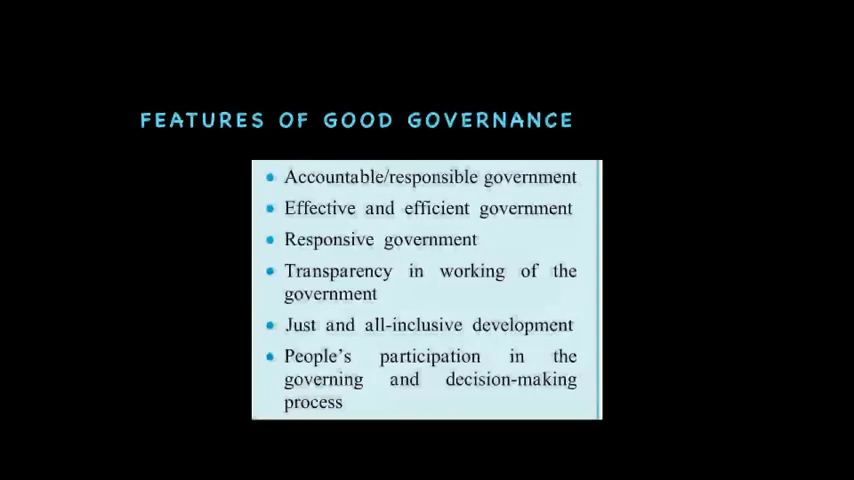 FEATURES OF GOOD GOVERNANCE
• Accountable/responsible government
• Effective and efficient government
• Responsive government
• Transparency in working of the
government
• Just and all-inclusive development
• People's participation in the
governing and decision-making
process